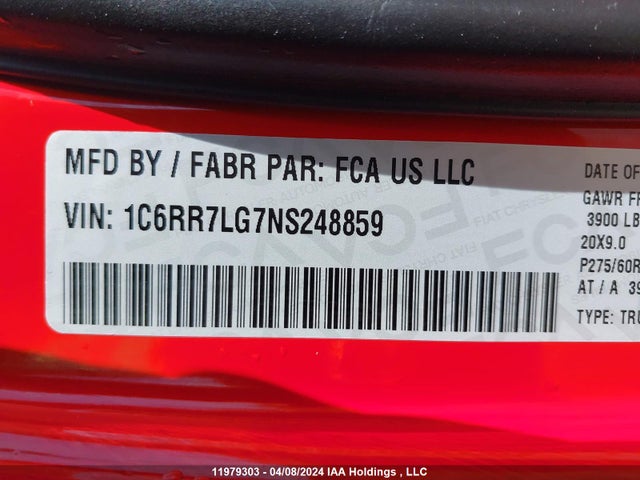 MFD BY / FABR PAR: FCA US LLC
VIN: 1C6RR7LG7NS248859
DATE OF
GAWR FR
3900 LB
20X9.0
P275/60R
AT / A 39
TYPE: TRU
11979303 - 04/08/2024 IAA Holdings , LLC